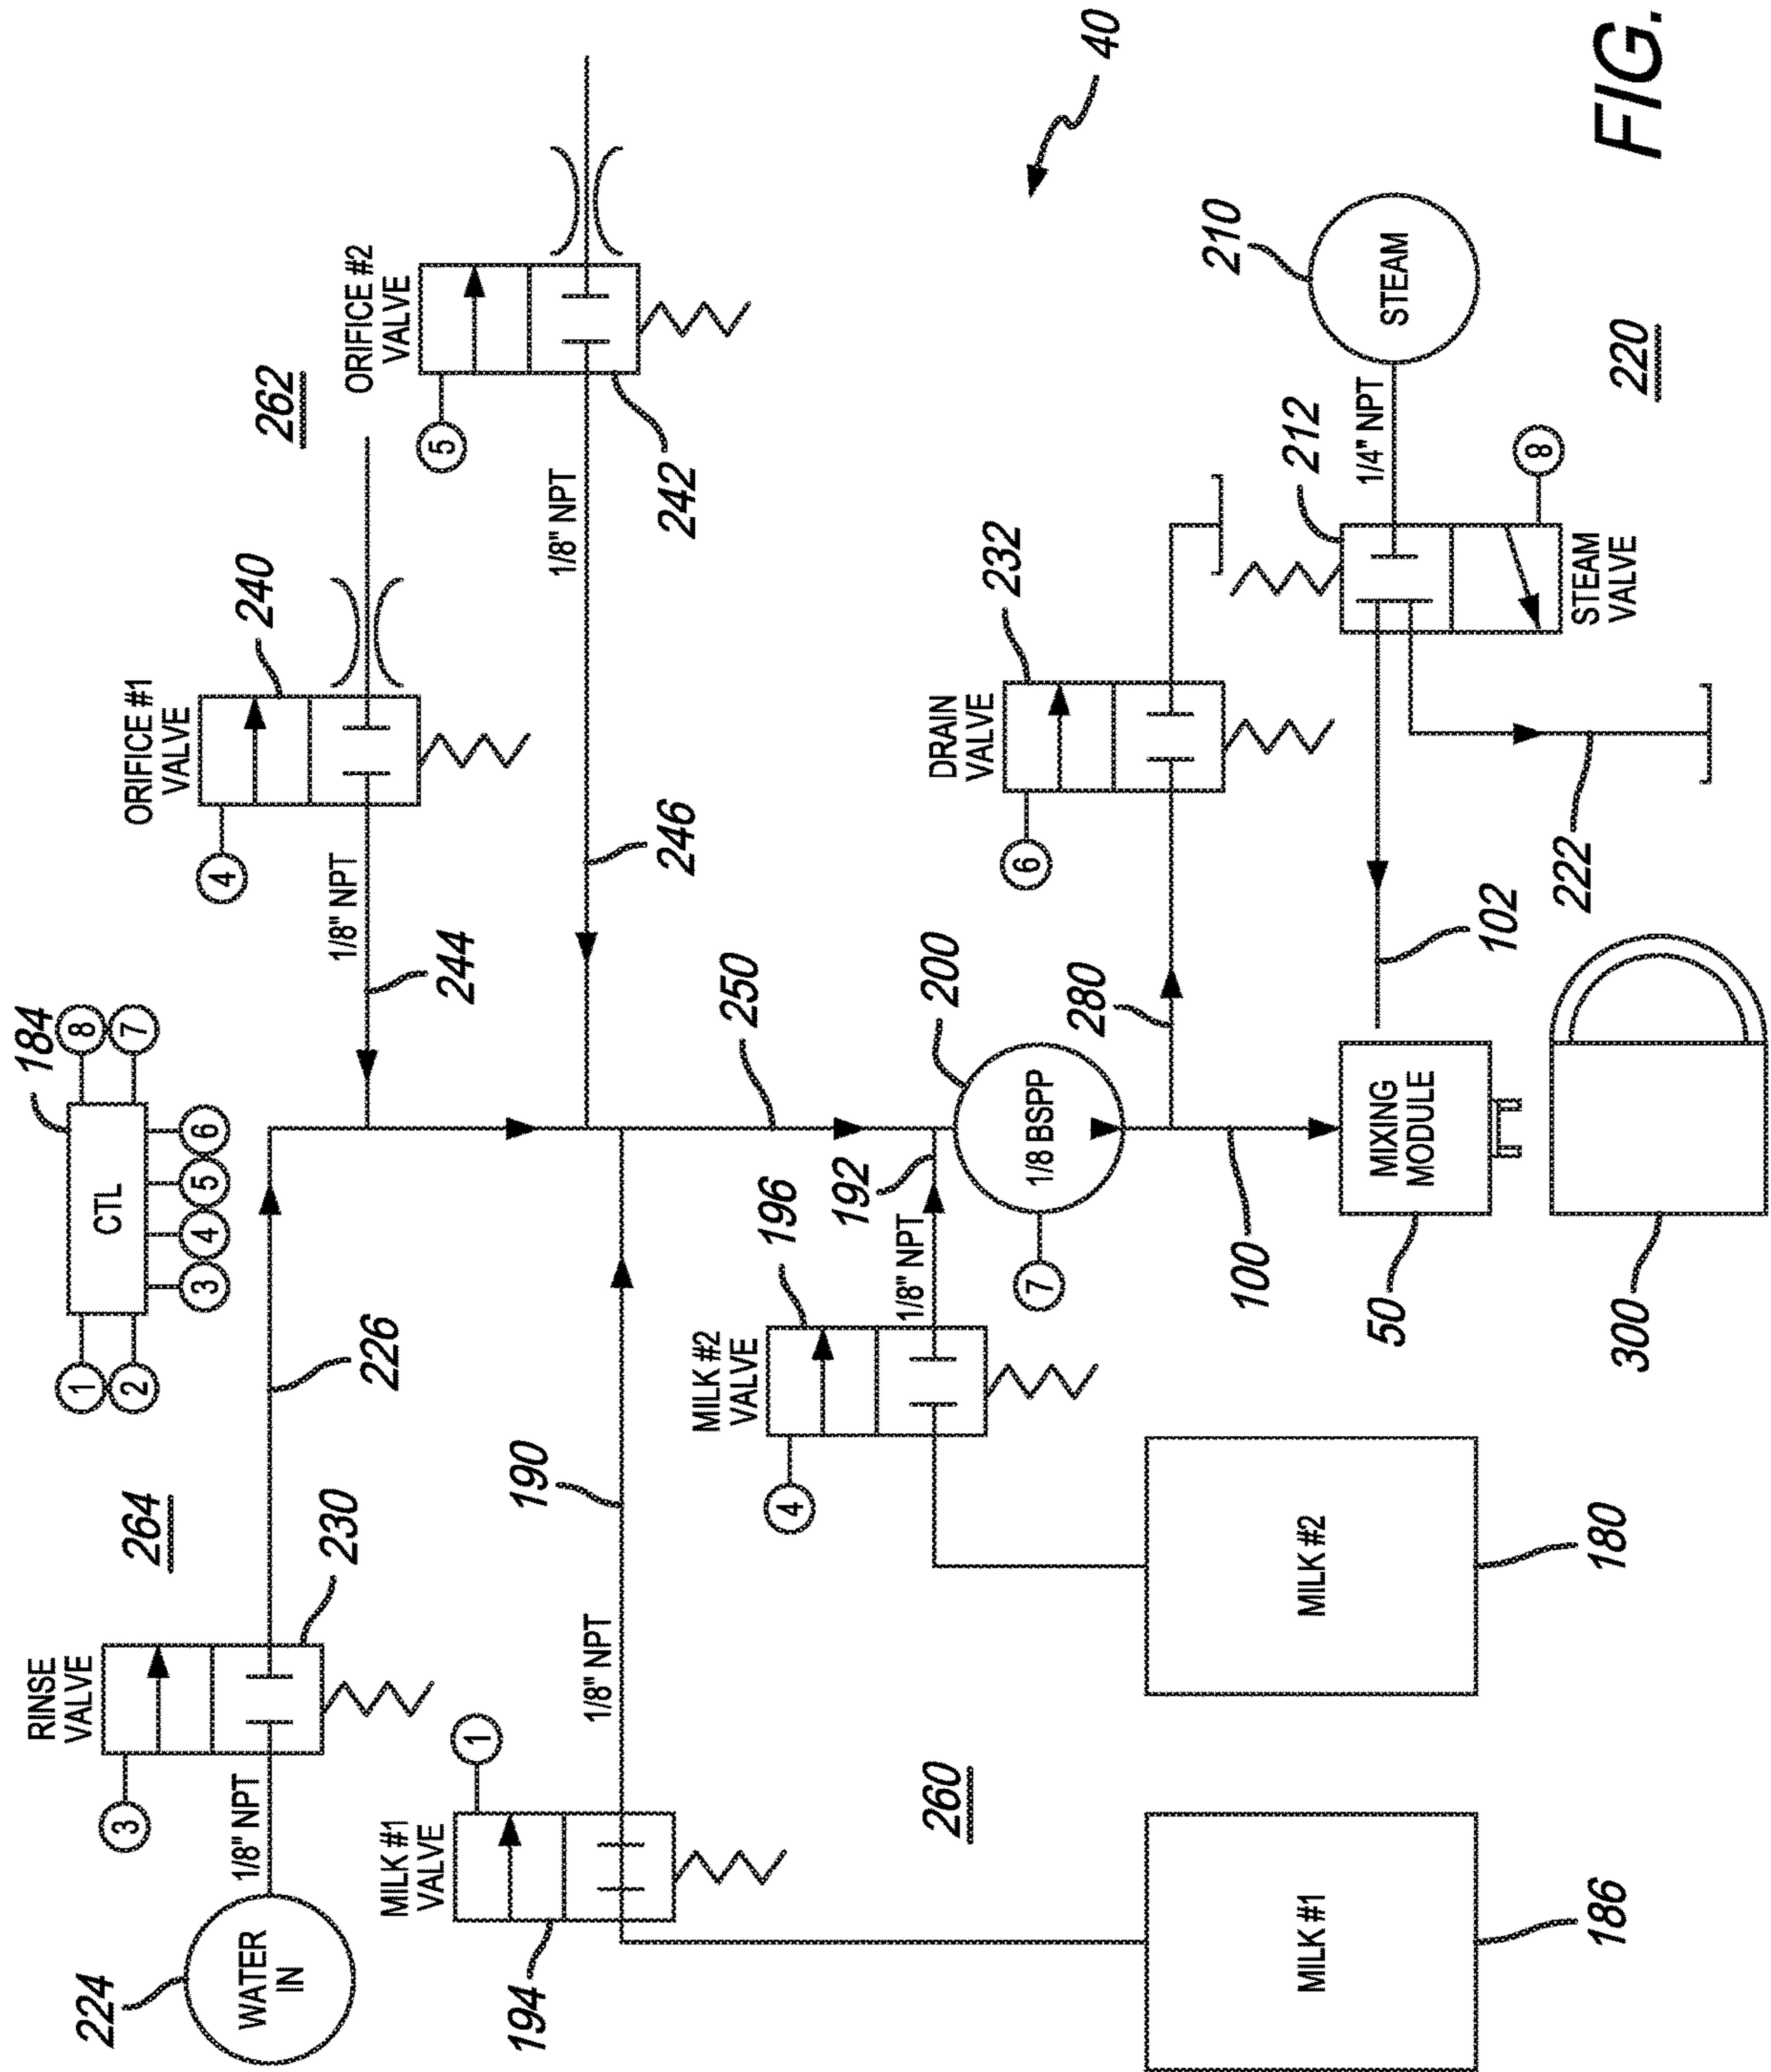 184
CTL
1
2
3
4
5
6
7
8
264
262
RINSE
VALVE
3
230
1/8" NPT
WATER
IN
224
226
ORIFICE #1
VALVE
4
240
1/8" NPT
244
ORIFICE #2
VALVE
5
242
1/8" NPT
246
MILK #1
VALVE
1
194
1/8" NPT
190
250
260
MILK #2
VALVE
4
196
1/8" NPT
192
1/8 BSPP
200
7
280
DRAIN
VALVE
6
232
40
MILK #1
186
MILK #2
180
100
MIXING
MODULE
50
300
102
222
STEAM
VALVE
8
212
1/4" NPT
STEAM
210
220
FIG.